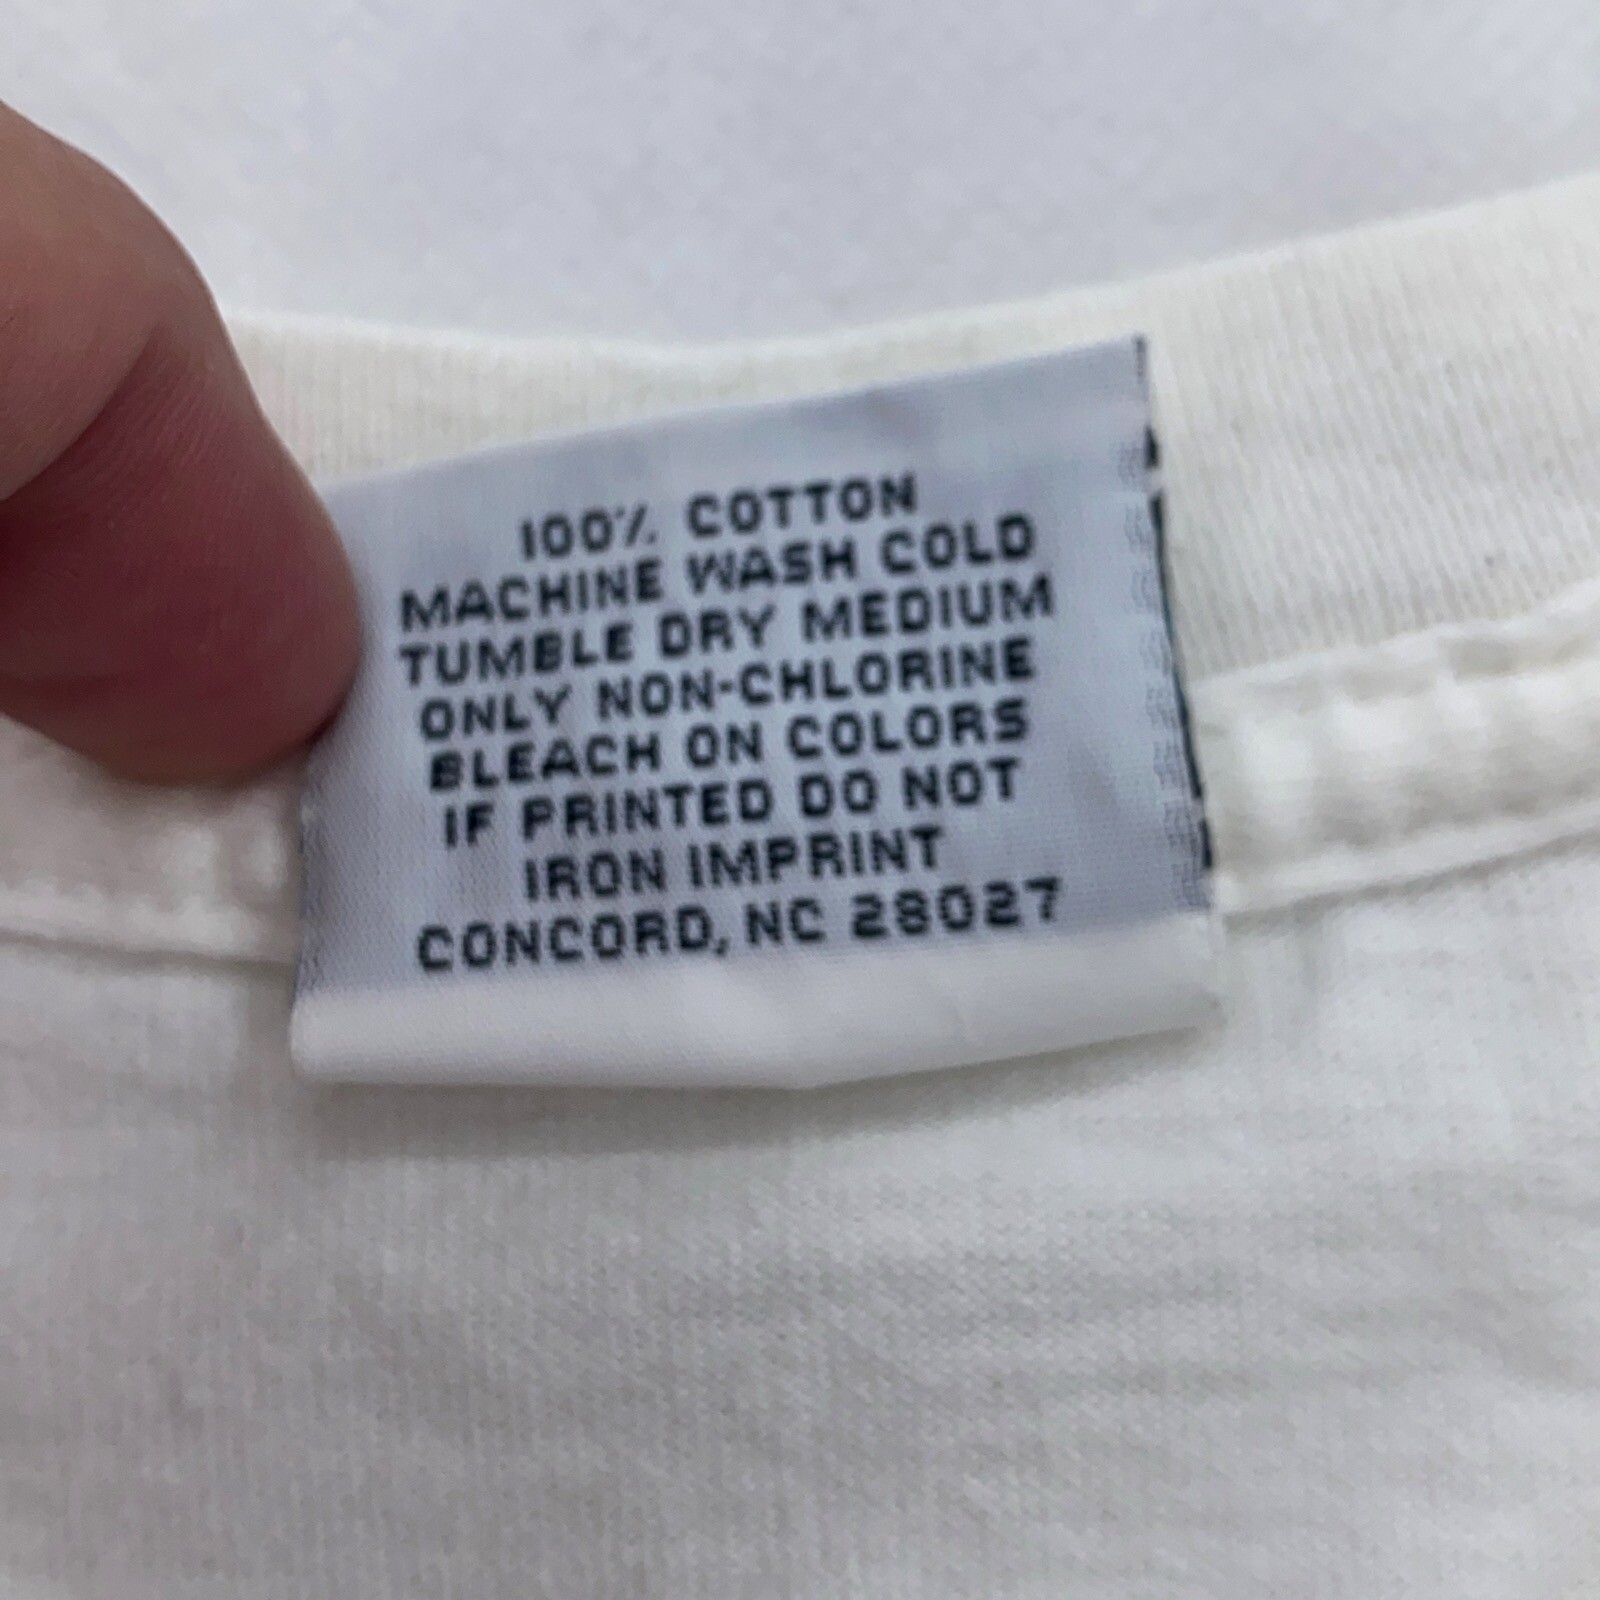 100% COTTON
MACHINE WASH COLD
TUMBLE DRY MEDIUM
ONLY NON-CHLORINE
BLEACH ON COLORS
IF PRINTED DO NOT
IRON IMPRINT
CONCORD, NC 28027